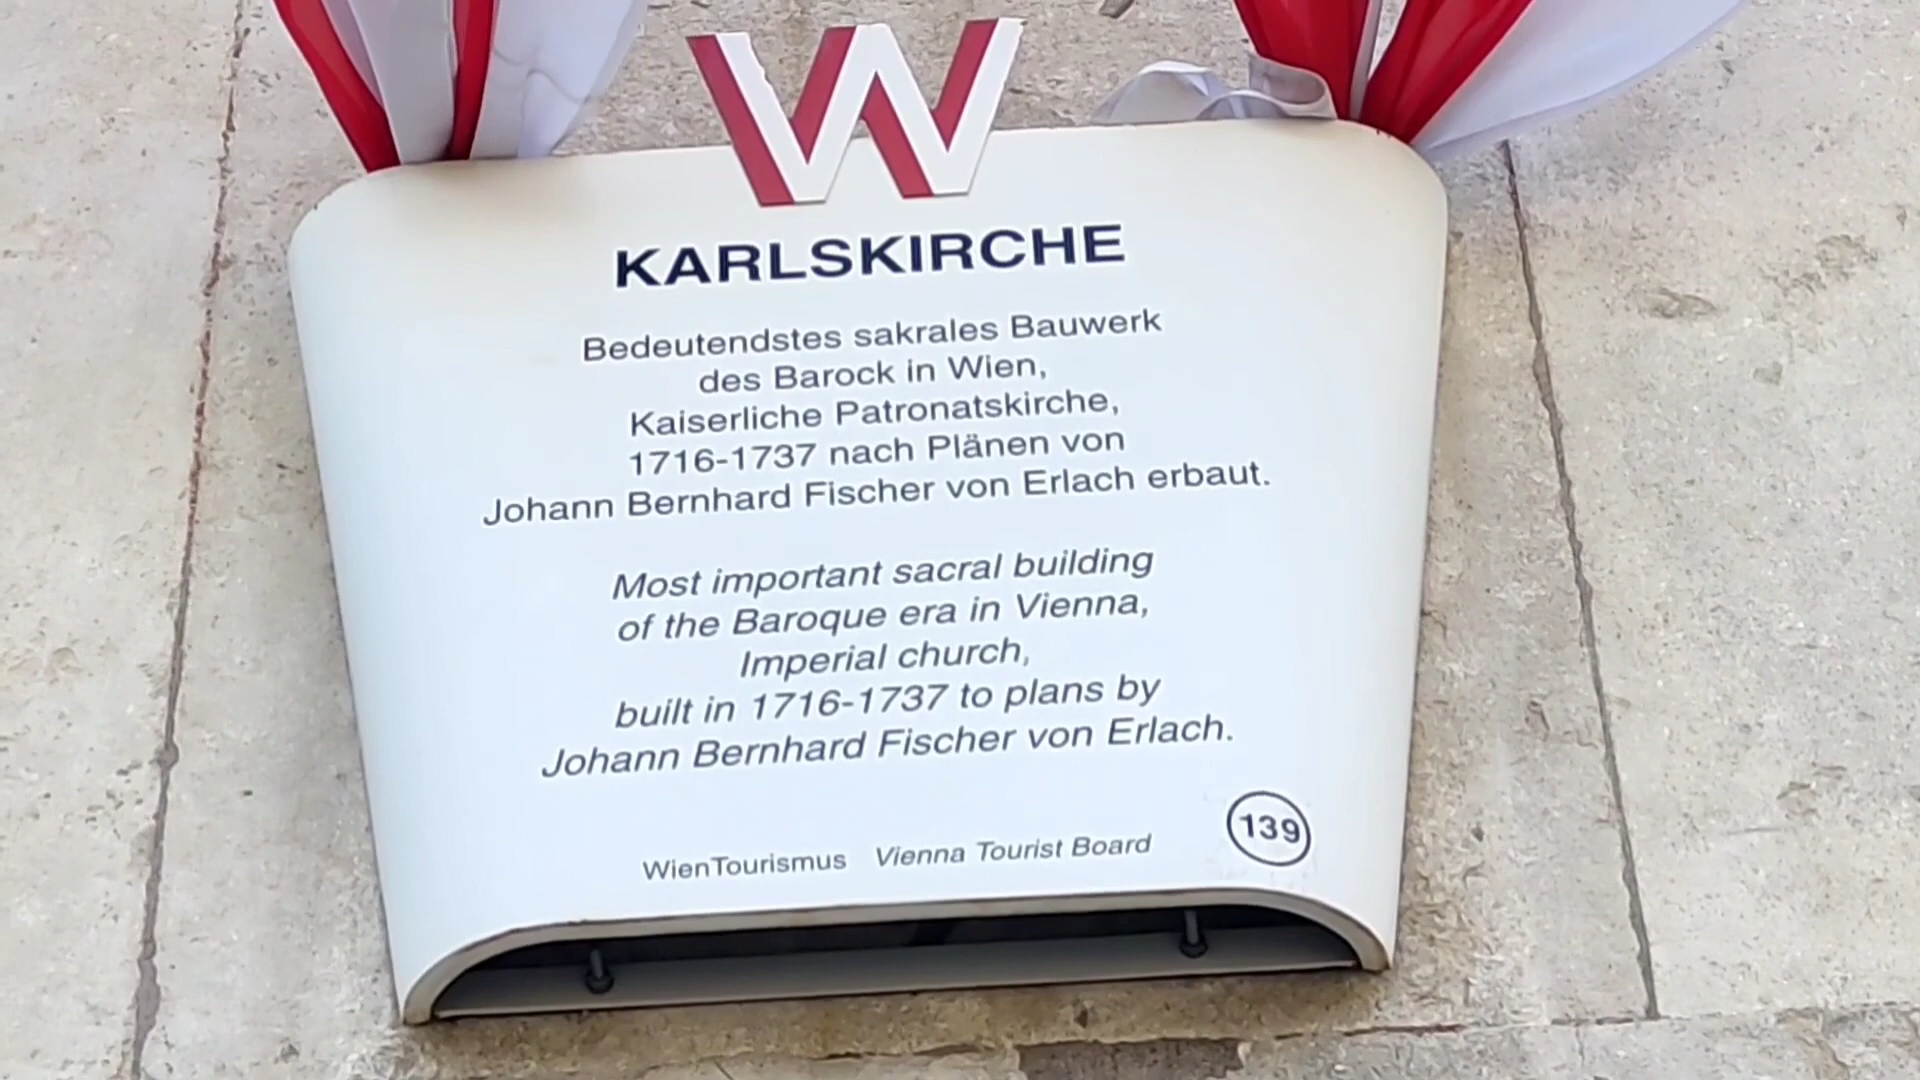 W
KARLSKIRCHE
Bedeutendstes sakrales Bauwerk
des Barock in Wien,
Kaiserliche Patronatskirche,
1716-1737 nach Plänen von
Johann Bernhard Fischer von Erlach erbaut.
Most important sacral building
of the Baroque era in Vienna,
Imperial church,
built in 1716-1737 to plans by
Johann Bernhard Fischer von Erlach.
139
WienTourismus Vienna Tourist Board